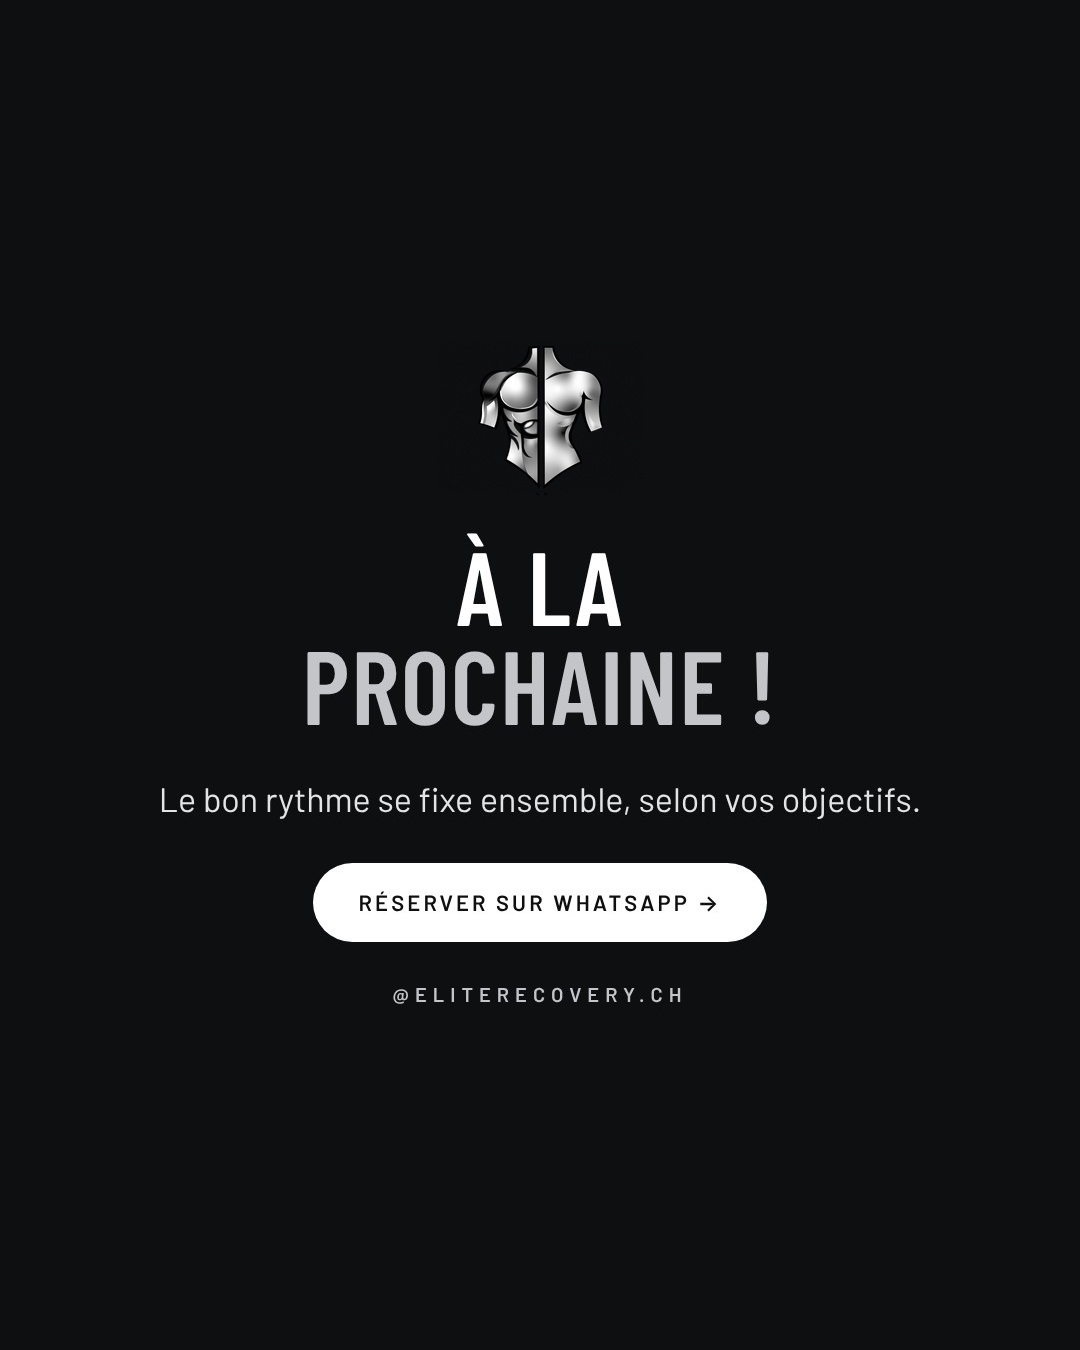 À LA
PROCHAINE !
Le bon rythme se fixe ensemble, selon vos objectifs.
RÉSERVER SUR WHATSAPP →
@ELITERECOVERY.CH